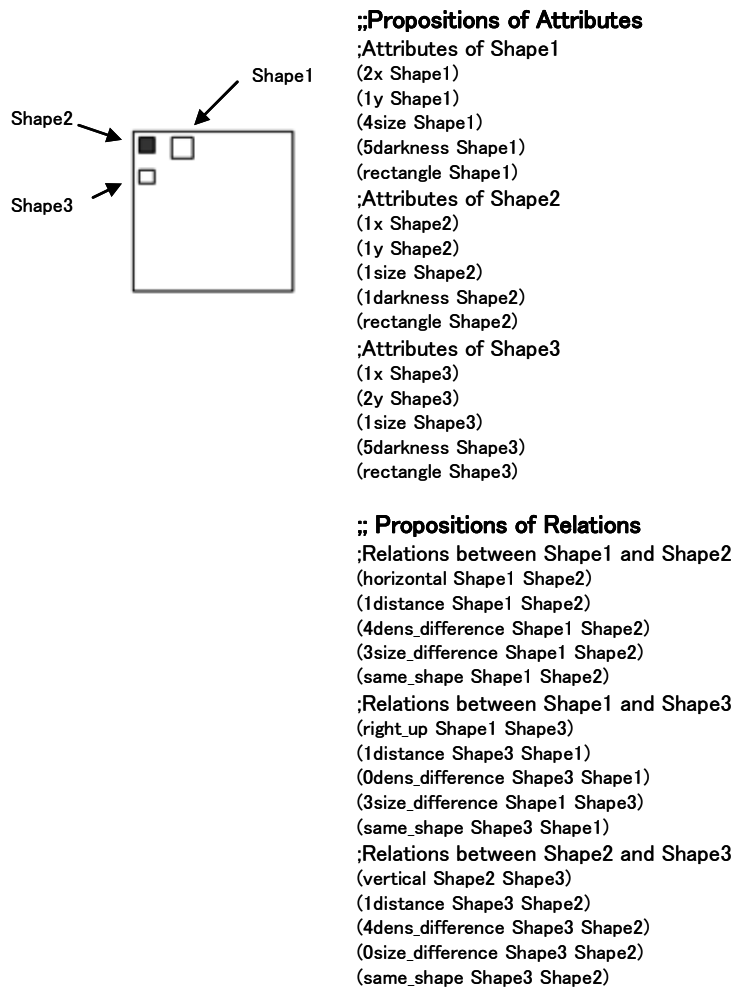 Shape1
Shape2
Shape3
;;Propositions of Attributes
;Attributes of Shape1
(2x Shape1)
(1y Shape1)
(4size Shape1)
(5darkness Shape1)
(rectangle Shape1)
;Attributes of Shape2
(1x Shape2)
(1y Shape2)
(1size Shape2)
(1darkness Shape2)
(rectangle Shape2)
;Attributes of Shape3
(1x Shape3)
(2y Shape3)
(1size Shape3)
(5darkness Shape3)
(rectangle Shape3)
;; Propositions of Relations
;Relations between Shape1 and Shape2
(horizontal Shape1 Shape2)
(1distance Shape1 Shape2)
(4dens_difference Shape1 Shape2)
(3size_difference Shape1 Shape2)
(same_shape Shape1 Shape2)
;Relations between Shape1 and Shape3
(right_up Shape1 Shape3)
(1distance Shape3 Shape1)
(0dens_difference Shape3 Shape1)
(3size_difference Shape1 Shape3)
(same_shape Shape3 Shape1)
;Relations between Shape2 and Shape3
(vertical Shape2 Shape3)
(1distance Shape3 Shape2)
(4dens_difference Shape3 Shape2)
(0size_difference Shape3 Shape2)
(same_shape Shape3 Shape2)